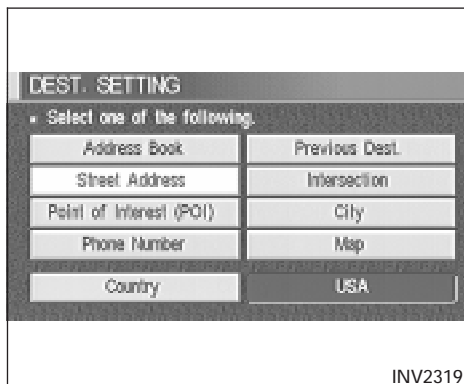 DEST. SETTING
Select one of the following.
Address Book Previous Dest.
Street Address Intersection
Point of Interest (POI) City
Phone Number Map
Country USA
INV2319